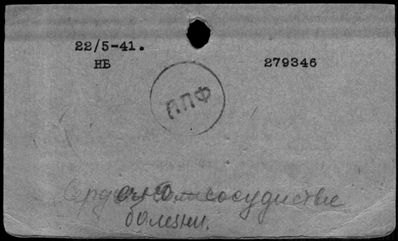 22/5-41.
НБ 279346
ППФ
Сердечно-сосудистые
болезни.